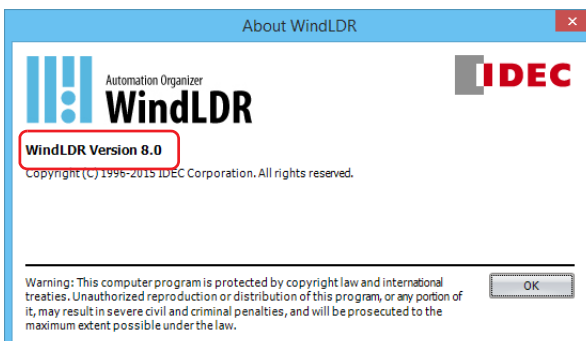 About WindLDR
Automation Organizer
WindLDR
IDEC
WindLDR Version 8.0
Copyright (C) 1996-2015 IDEC Corporation. All rights reserved.
Warning: This computer program is protected by copyright law and international
treaties. Unauthorized reproduction or distribution of this program, or any portion of
it, may result in severe civil and criminal penalties, and will be prosecuted to the
maximum extent possible under the law.
OK